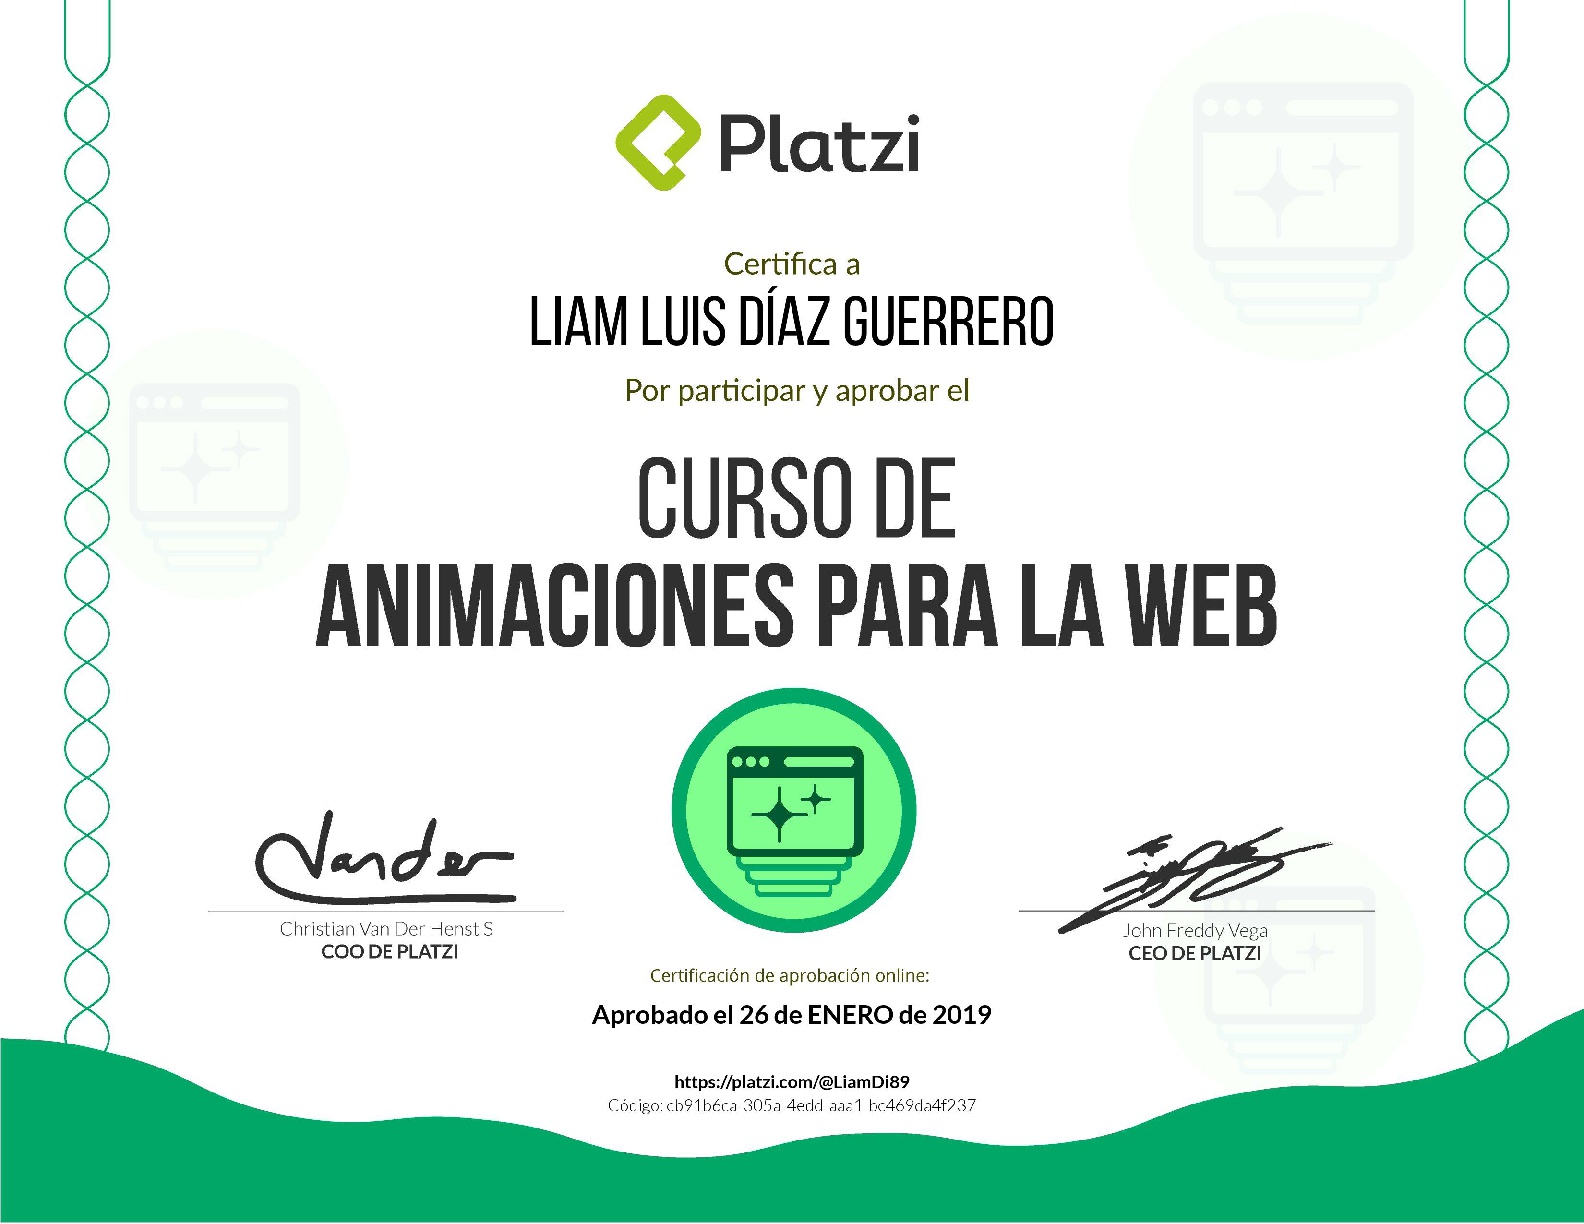 Platzi
Certifica a
LIAM LUIS DÍAZ GUERRERO
Por participar y aprobar el
CURSO DE
ANIMACIONES PARA LA WEB
Vander
Christian Van Der Henst S
COO DE PLATZI
John Freddy Vega
CEO DE PLATZI
Certificación de aprobación online:
Aprobado el 26 de ENERO de 2019
https://platzi.com/@LiamDi89
Código: cb91b6ca-305a-4edd-aaa1-bc469da4f237